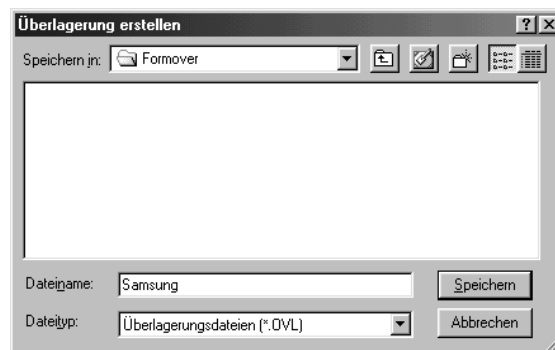 Überlagerung erstellen
Speichern in: Formover
Dateiname: Samsung Speichern
Dateityp: Überlagerungsdateien (*.OVL) Abbrechen